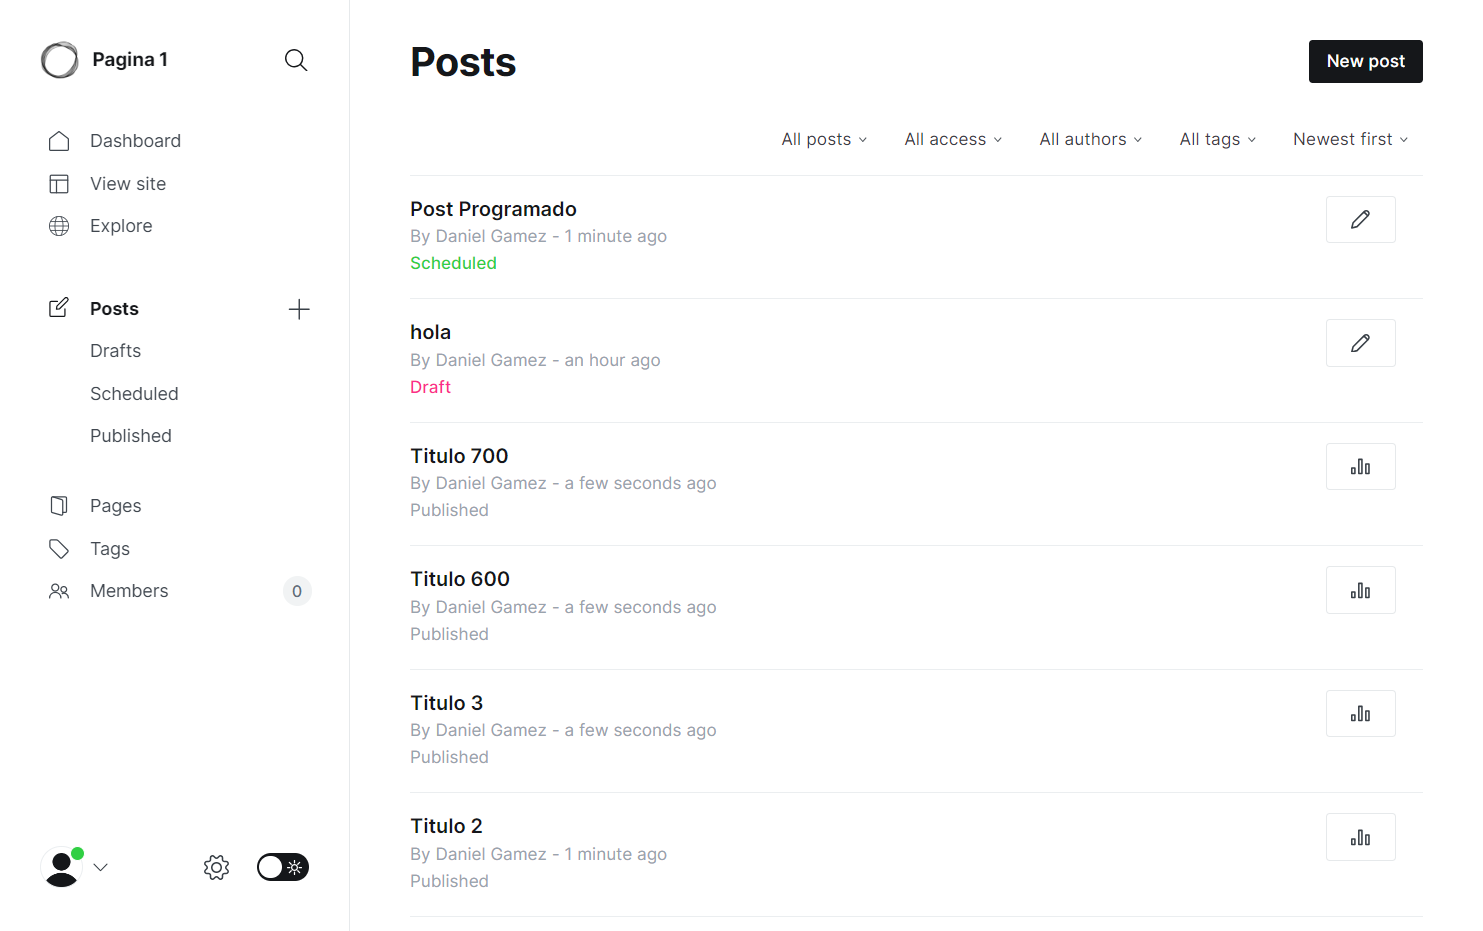 Pagina 1
Dashboard
View site
Explore
Posts
Drafts
Scheduled
Published
Pages
Tags
Members 0
Posts
New post
All posts All access All authors All tags Newest first
Post Programado
By Daniel Gamez - 1 minute ago
Scheduled
hola
By Daniel Gamez - an hour ago
Draft
Titulo 700
By Daniel Gamez - a few seconds ago
Published
Titulo 600
By Daniel Gamez - a few seconds ago
Published
Titulo 3
By Daniel Gamez - a few seconds ago
Published
Titulo 2
By Daniel Gamez - 1 minute ago
Published